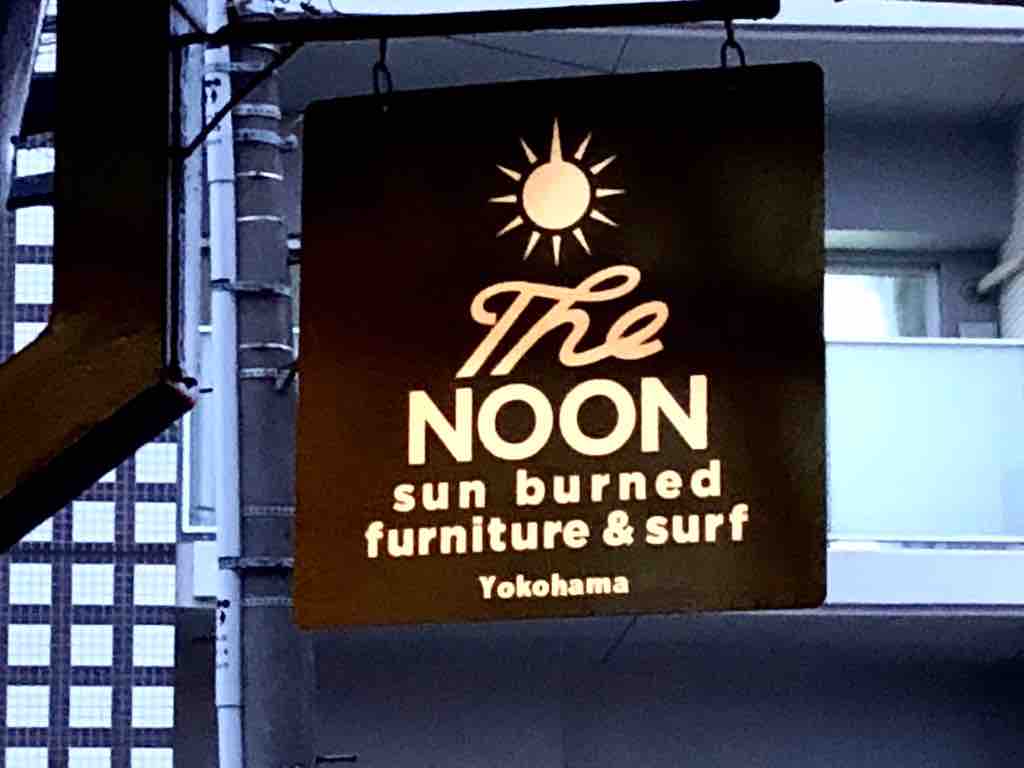 The
NOON
sun burned
furniture & surf
Yokohama